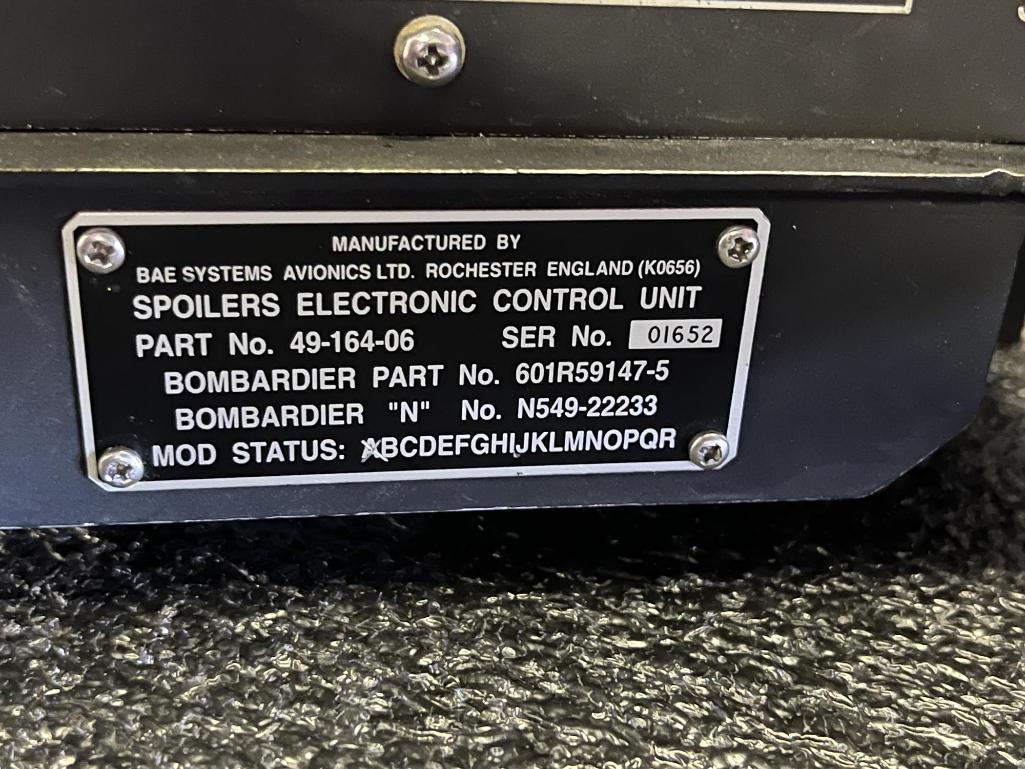 MANUFACTURED BY
BAE SYSTEMS AVIONICS LTD. ROCHESTER ENGLAND (K0656)
SPOILERS ELECTRONIC CONTROL UNIT
PART No. 49-164-06 SER No. 01652
BOMBARDIER PART No. 601R59147-5
BOMBARDIER "N" No. N549-22233
MOD STATUS: ABCDEFGHIJKLMNOPQR